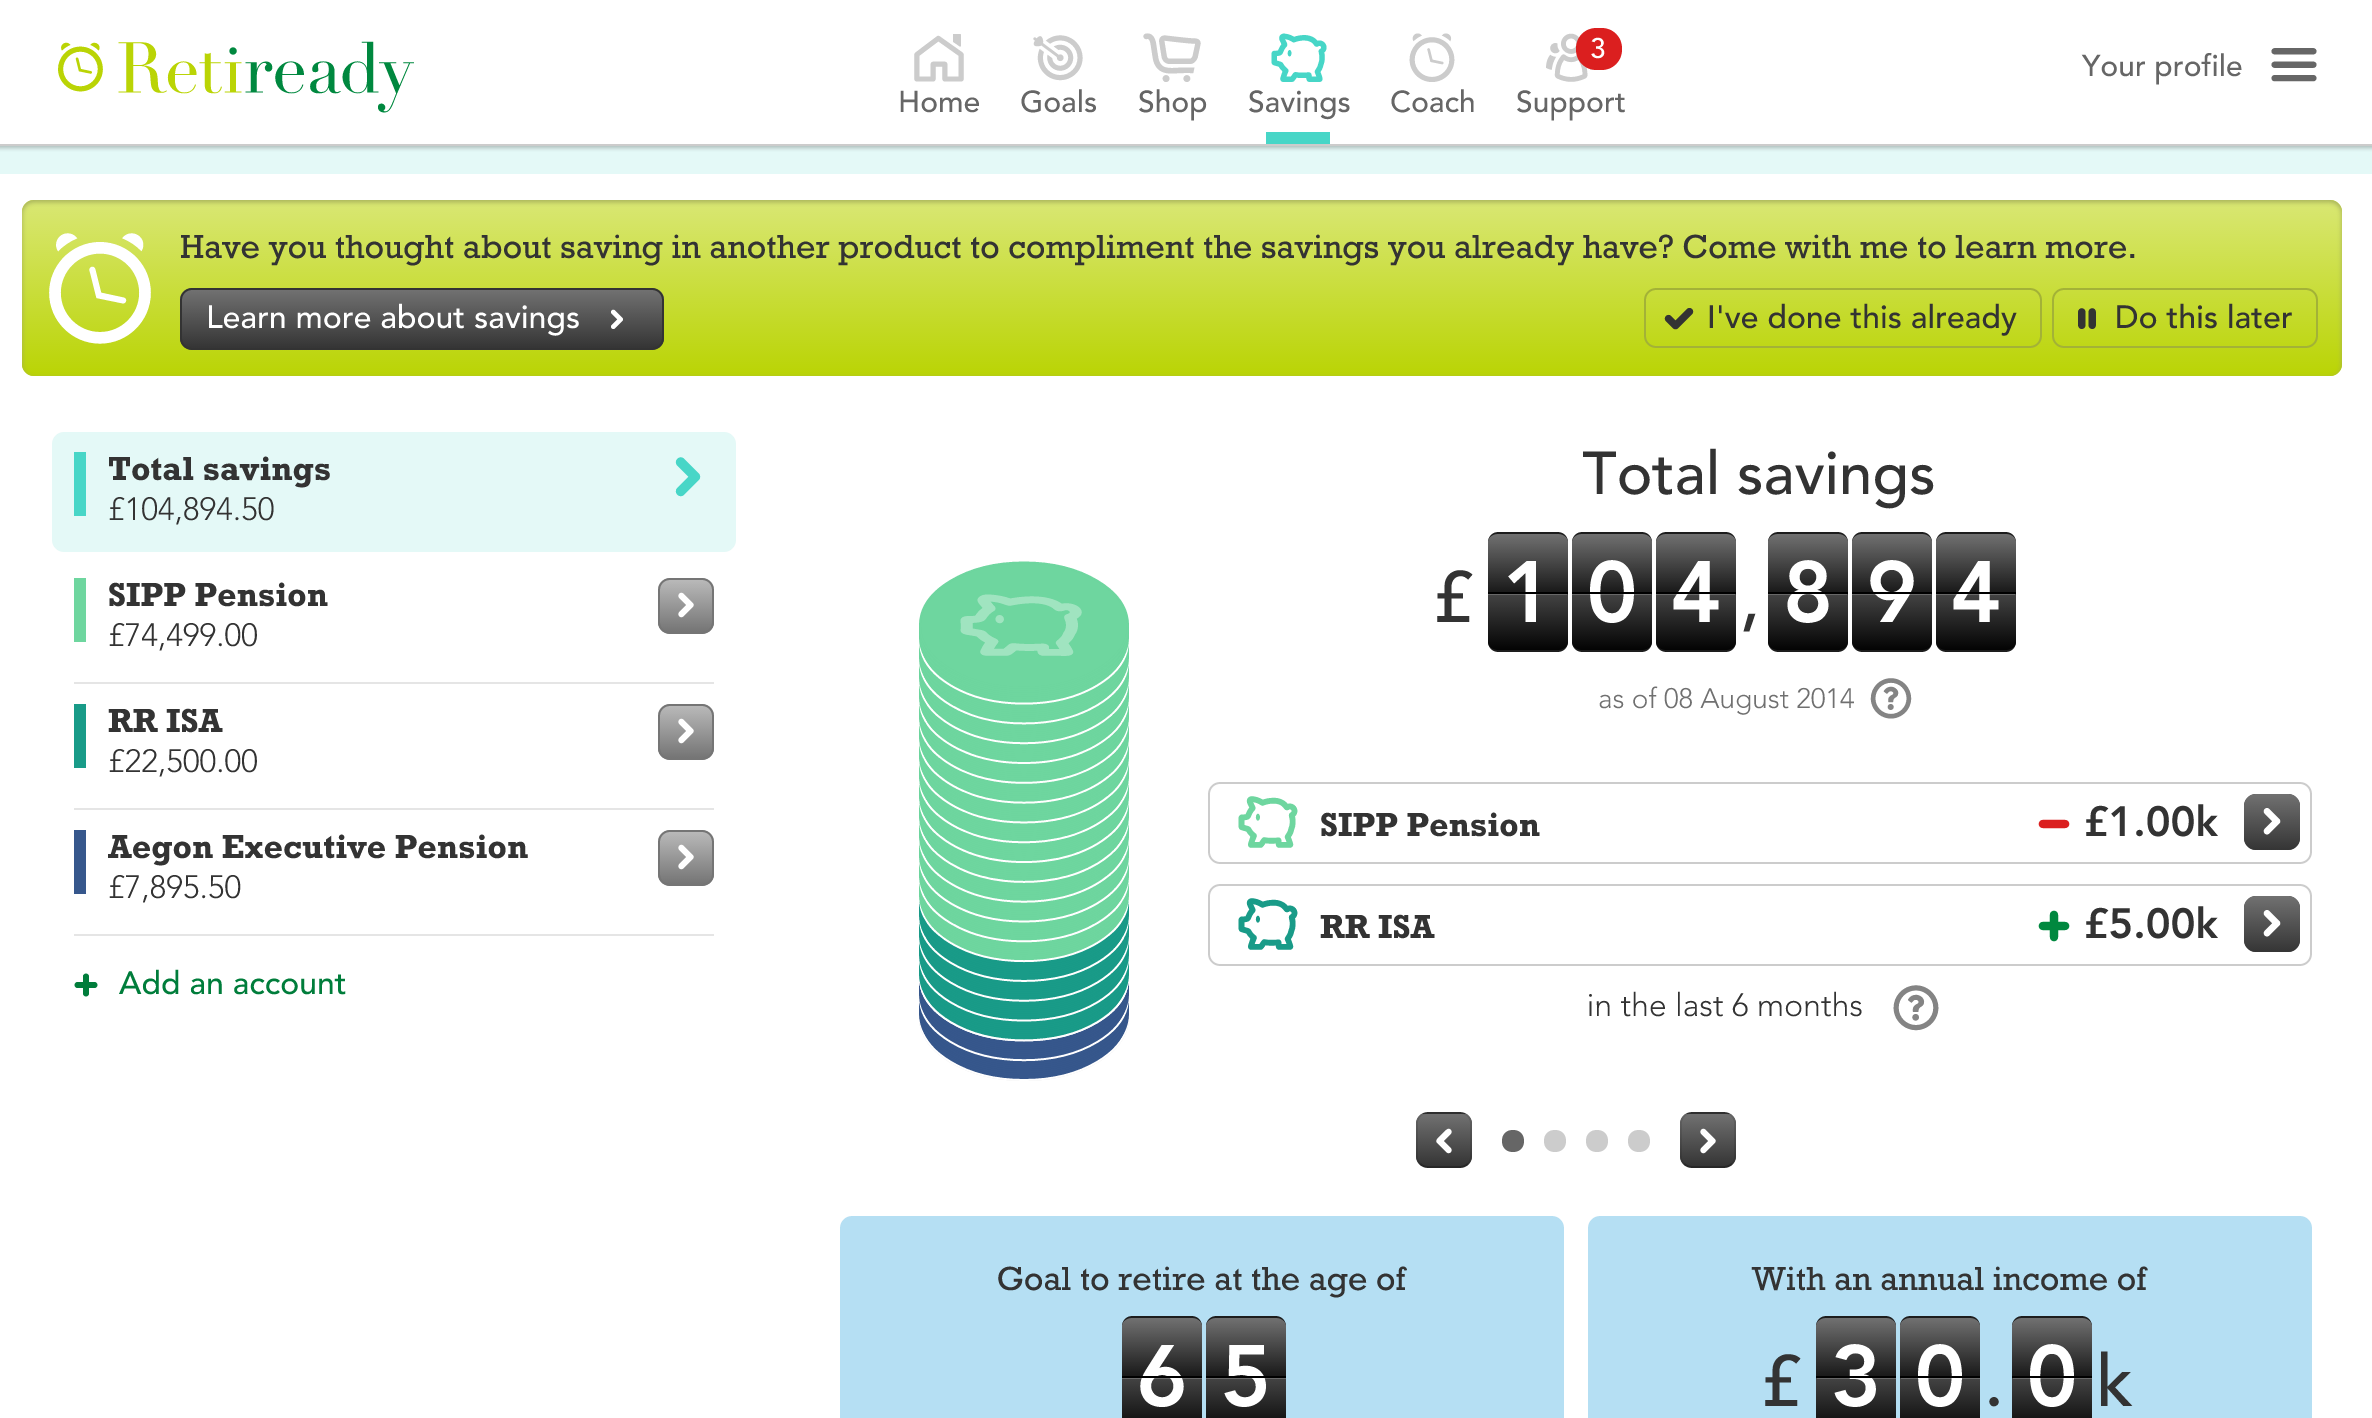 Retiready
Home
Goals
Shop
Savings
Coach
Support
3
Your profile
Have you thought about saving in another product to compliment the savings you already have? Come with me to learn more.
Learn more about savings
I've done this already
Do this later
Total savings
£104,894.50
SIPP Pension
£74,499.00
RR ISA
£22,500.00
Aegon Executive Pension
£7,895.50
+ Add an account
Total savings
£104,894
as of 08 August 2014 ?
SIPP Pension
- £1.00k
RR ISA
+ £5.00k
in the last 6 months ?
Goal to retire at the age of
65
With an annual income of
£30.0k